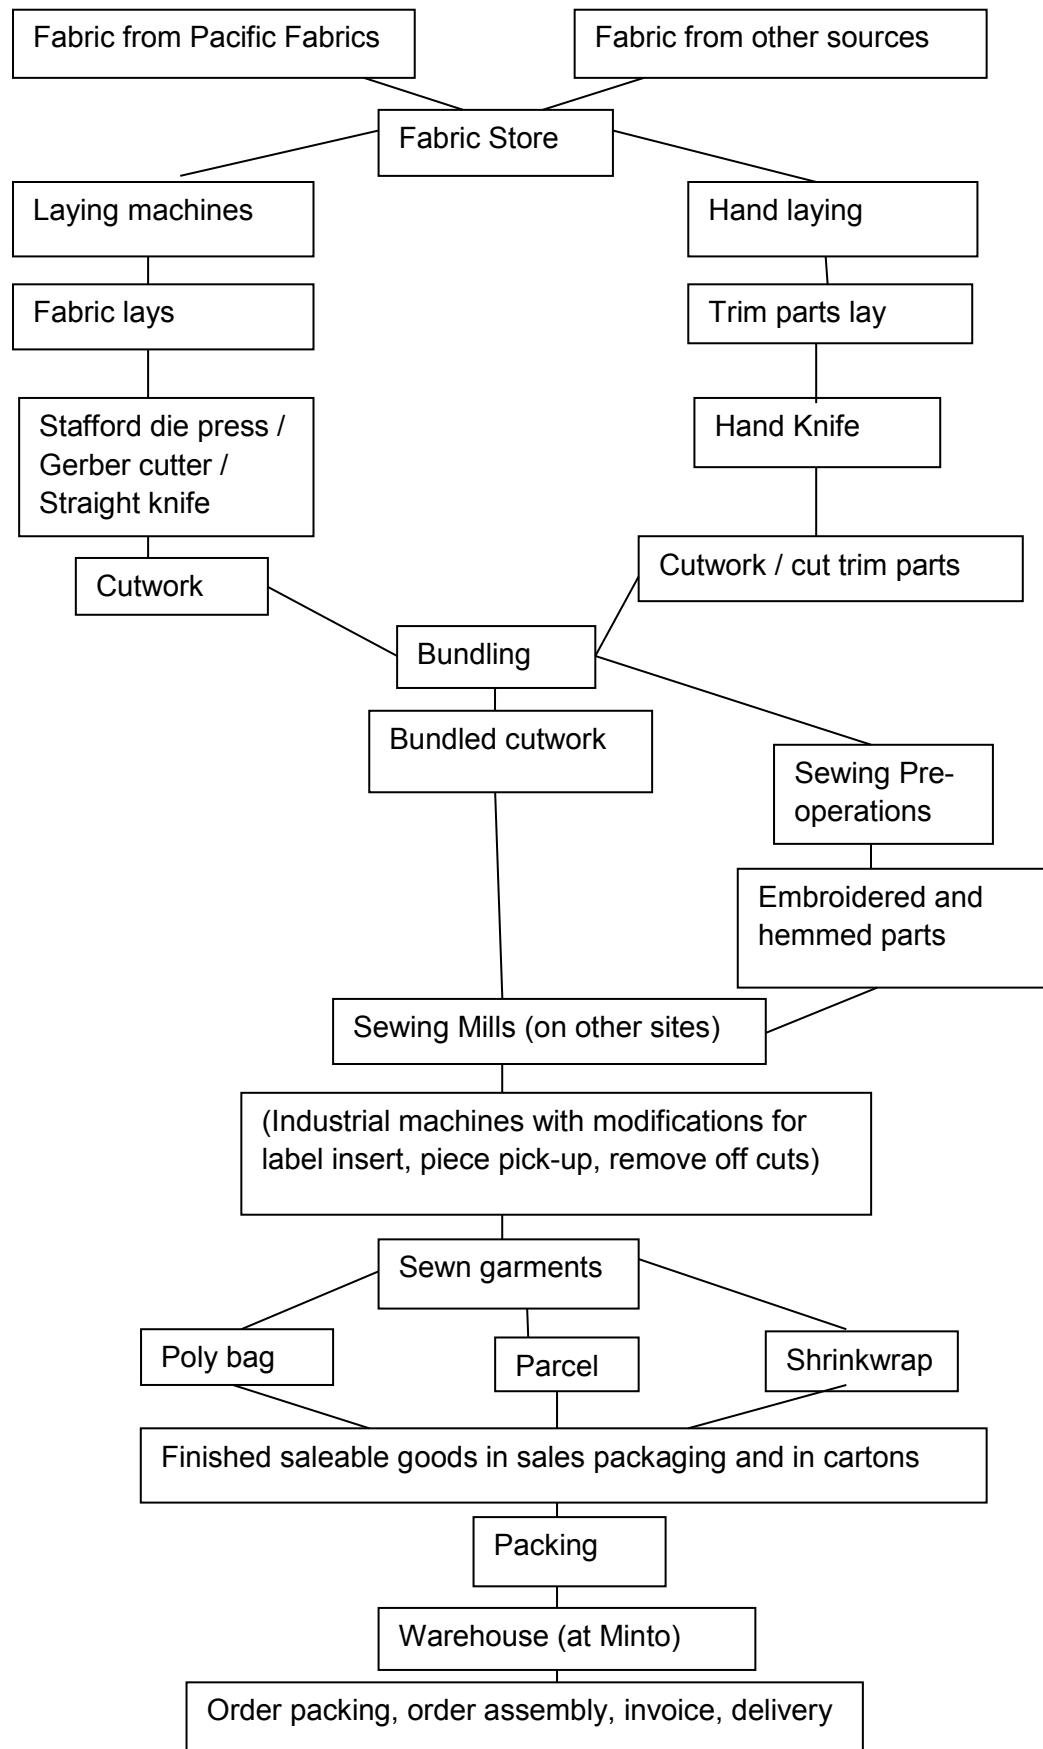 Fabric from Pacific Fabrics
Fabric from other sources
Fabric Store
Laying machines
Hand laying
Fabric lays
Trim parts lay
Stafford die press /
Gerber cutter /
Straight knife
Hand Knife
Cutwork
Cutwork / cut trim parts
Bundling
Bundled cutwork
Sewing Pre-
operations
Embroidered and
hemmed parts
Sewing Mills (on other sites)
(Industrial machines with modifications for
label insert, piece pick-up, remove off cuts)
Sewn garments
Poly bag
Parcel
Shrinkwrap
Finished saleable goods in sales packaging and in cartons
Packing
Warehouse (at Minto)
Order packing, order assembly, invoice, delivery